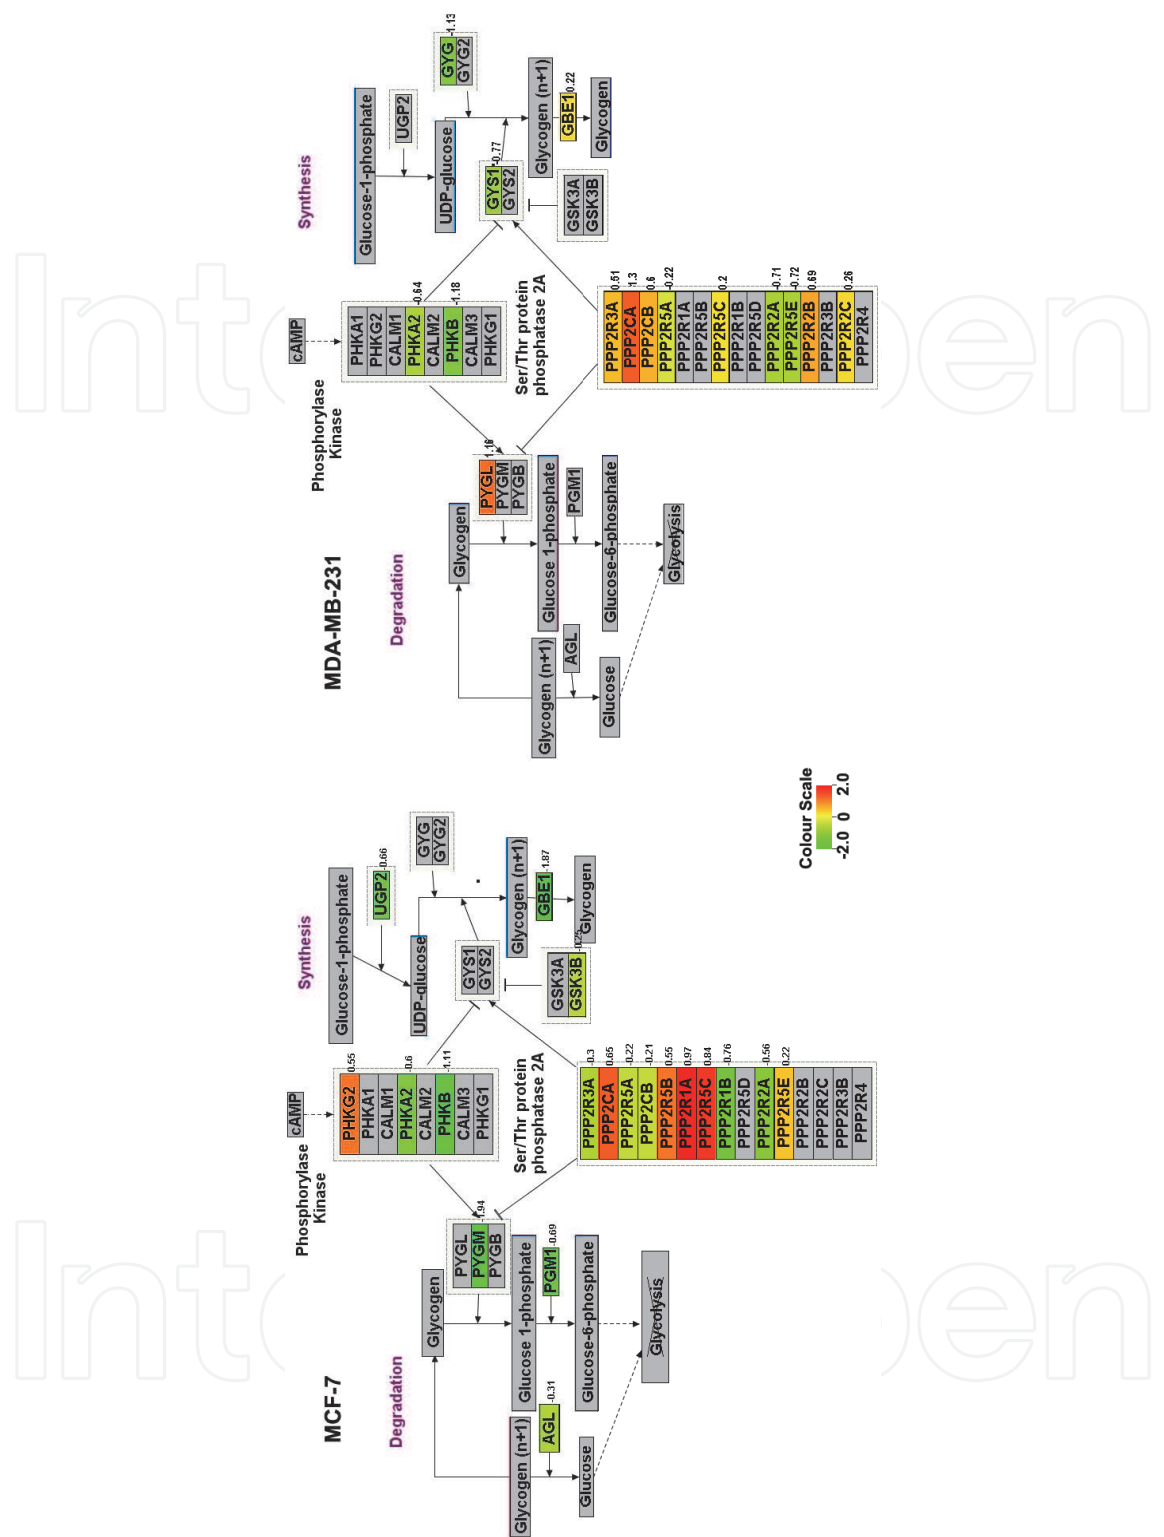 MCF-7
Degradation
Glycogen
Glycogen (n+1)
AGL
-0.31
Glucose
PYGL
PYGM
-1.94
PYGB
Glucose 1-phosphate
PGM1
-0.69
Glucose-6-phosphate
Glycolysis
Phosphorylase
Kinase
cAMP
PHKG2
0.55
PHKA1
CALM1
PHKA2
-0.6
CALM2
PHKB
-1.11
CALM3
PHKG1
Ser/Thr protein
phosphatase 2A
PPP2R3A
-0.3
PPP2CA
0.65
PPP2R5A
-0.22
PPP2CB
-0.21
PPP2R5B
0.55
PPP2R1A
0.97
PPP2R5C
0.84
PPP2R1B
-0.76
PPP2R5D
PPP2R2A
-0.56
PPP2R5E
0.22
PPP2R2B
PPP2R2C
PPP2R3B
PPP2R4
Synthesis
Glucose-1-phosphate
UGP2
-0.66
UDP-glucose
GYG
GYG2
GYS1
GYS2
GSK3A
GSK3B
-0.25
Glycogen (n+1)
GBE1
-1.87
Glycogen
Colour Scale
-2.0 0 2.0
MDA-MB-231
Degradation
Glycogen
Glycogen (n+1)
AGL
Glucose
PYGL
1.16
PYGM
PYGB
Glucose 1-phosphate
PGM1
Glucose-6-phosphate
Glycolysis
Phosphorylase
Kinase
cAMP
PHKA1
PHKG2
CALM1
PHKA2
-0.64
CALM2
PHKB
-1.18
CALM3
PHKG1
Ser/Thr protein
phosphatase 2A
PPP2R3A
0.51
PPP2CA
1.3
PPP2CB
0.6
PPP2R5A
-0.22
PPP2R1A
PPP2R5B
PPP2R5C
0.2
PPP2R1B
PPP2R5D
PPP2R2A
-0.71
PPP2R5E
-0.72
PPP2R2B
0.69
PPP2R3B
PPP2R2C
0.26
PPP2R4
Synthesis
Glucose-1-phosphate
UGP2
UDP-glucose
GYG
-1.13
GYG2
GYS1
-0.77
GYS2
GSK3A
GSK3B
Glycogen (n+1)
GBE1
0.22
Glycogen